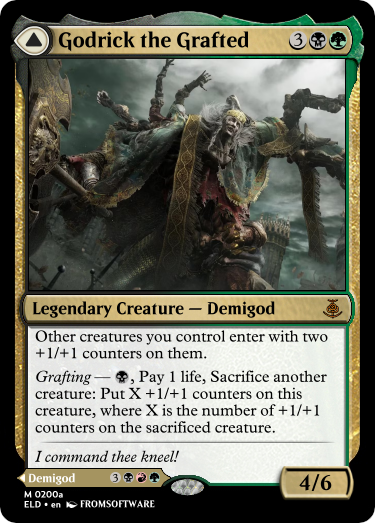 Godrick the Grafted 3
Legendary Creature — Demigod
Other creatures you control enter with two
+1/+1 counters on them.
Grafting — , Pay 1 life, Sacrifice another
creature: Put X +1/+1 counters on this
creature, where X is the number of +1/+1
counters on the sacrificed creature.
I command thee kneel!
Demigod 3
4/6
M 0200a
ELD • en FROMSOFTWARE